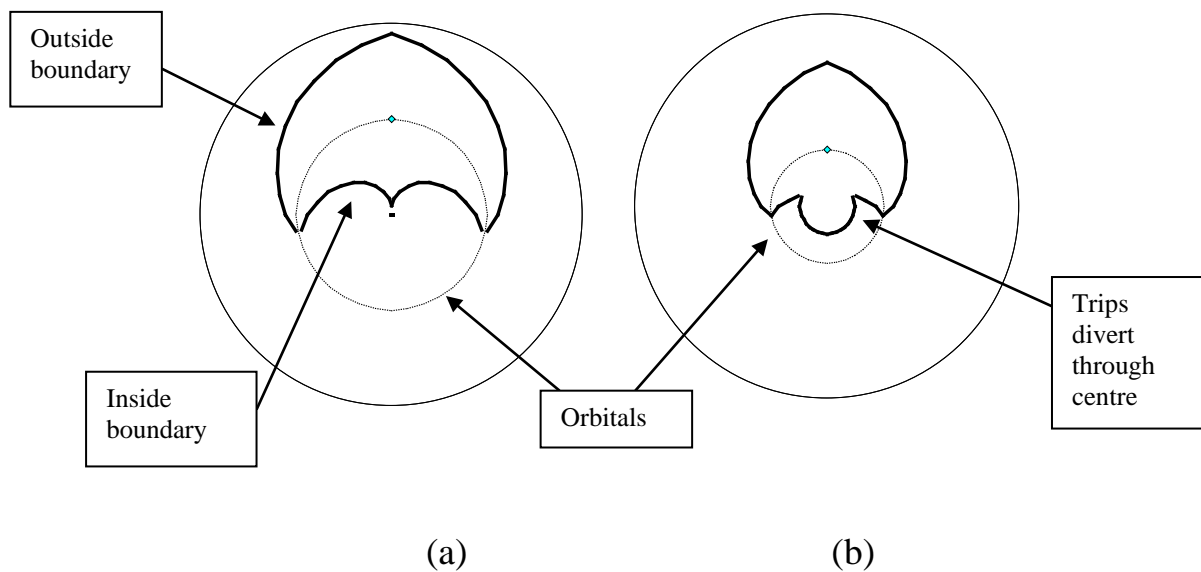 Outside
boundary
Inside
boundary
Orbitals
Trips
divert
through
centre
(a)
(b)